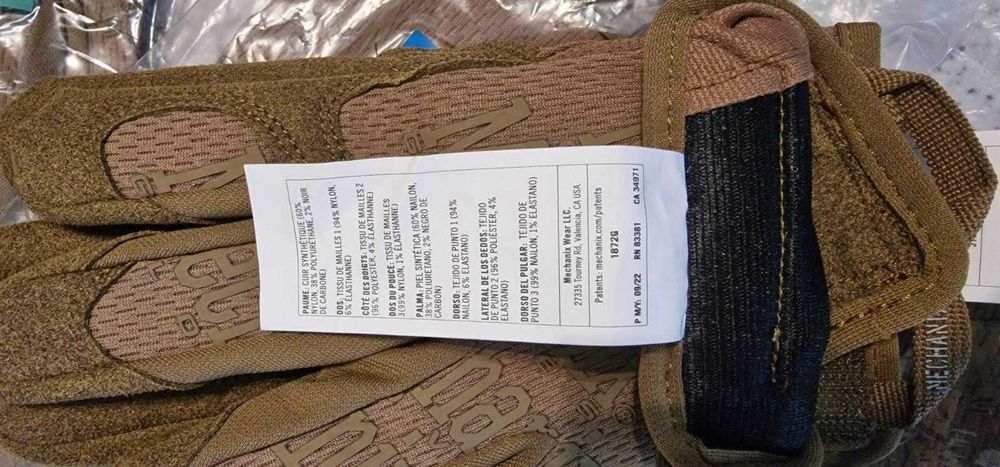 PAUME: CUIR SYNTHÉTIQUE (60%
NYLON, 38% POLYURÉTHANE, 2% NOIR
DE CARBONE)
DOS: TISSU DE MAILLES 1 (94% NYLON,
6% ÉLASTHANNE)
CÔTÉ DES DOIGTS: TISSU DE MAILLES 2
(96% POLYESTER, 4% ÉLASTHANNE)
DOS DU POUCE: TISSU DE MAILLES
3 (99% NYLON, 1% ÉLASTHANNE)
PALMA: PIEL SINTÉTICA (60% NAILON,
38% POLIURETANO, 2% NEGRO DE
CARBON)
DORSO: TEJIDO DE PUNTO 1 (94%
NAILON, 6% ELASTANO)
LATERAL DE LOS DEDOS: TEJIDO
DE PUNTO 2 (96% POLIÉSTER, 4%
ELASTANO)
DORSO DEL PULGAR: TEJIDO DE
PUNTO 3 (99% NAILON, 1% ELASTANO)
Mechanix Wear LLC.
27335 Tourney Rd, Valencia, CA USA
Patents: mechanix.com/patents
1872G
P M/Y: 09/22 RN 83381 CA 34971
MECHANIX